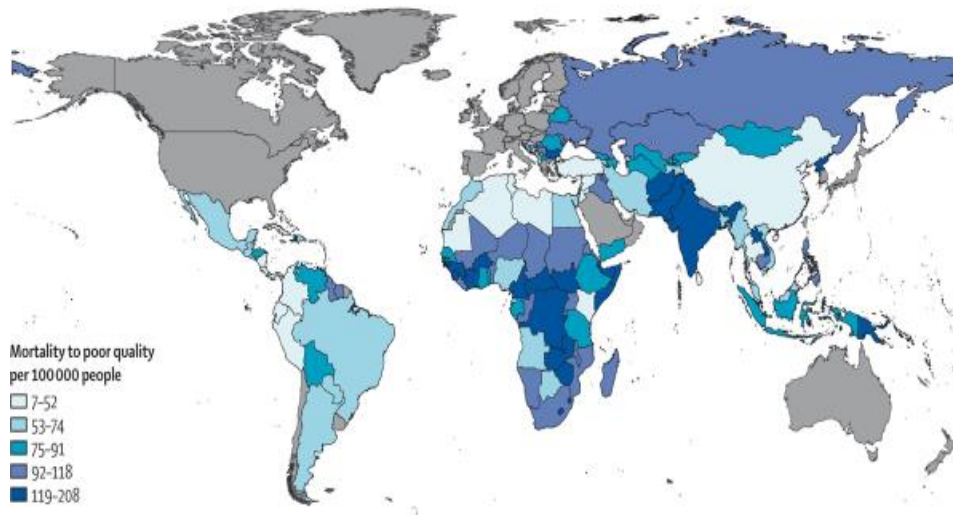 Mortality to poor quality
per 100 000 people
7–52
53–74
75–91
92–118
119–208